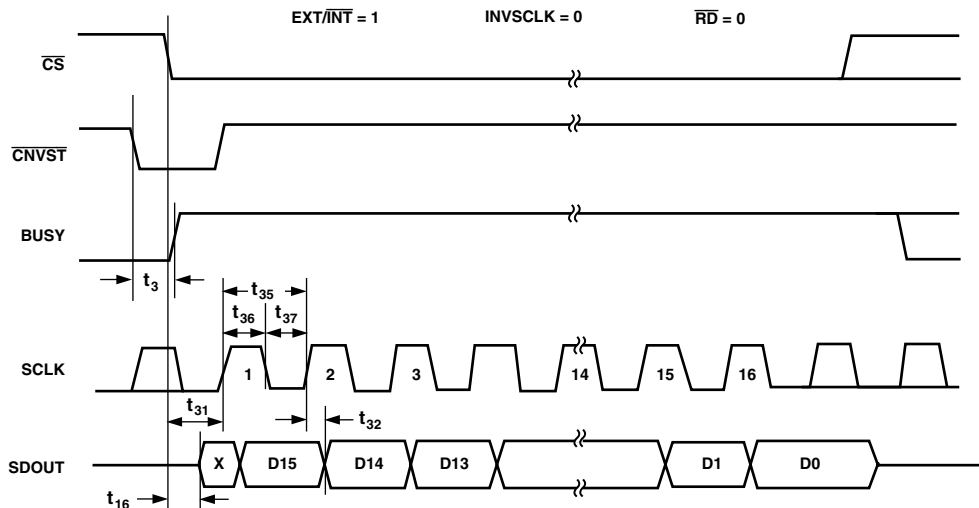 EXT/INT = 1 INVSCLK = 0 RD = 0
CS
CNVST
BUSY
t3
t35
t36 t37
SCLK 1 2 3 14 15 16
t31
t32
SDOUT X D15 D14 D13 D1 D0
t16